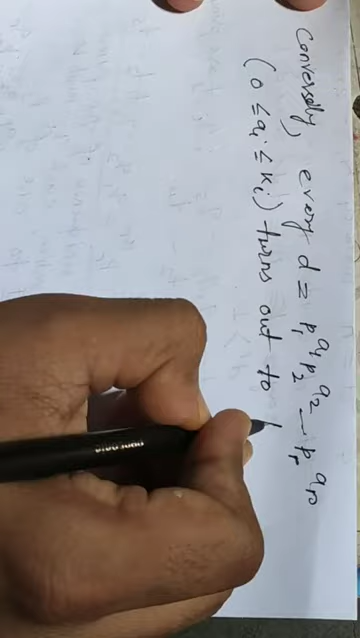 Conversely, every d = p₁^a₁ p₂^a₂ — pᵣ^aᵣ
(0 ≤ aᵢ ≤ kᵢ) turns out to